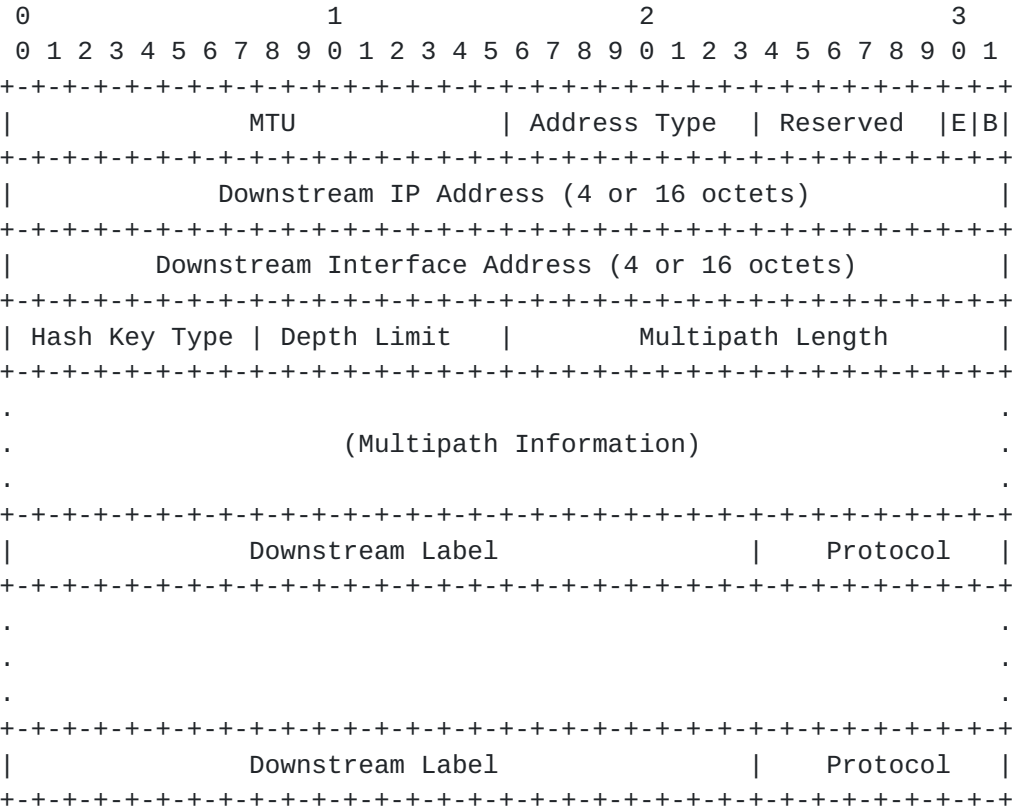 0                   1                   2                   3
 0 1 2 3 4 5 6 7 8 9 0 1 2 3 4 5 6 7 8 9 0 1 2 3 4 5 6 7 8 9 0 1
+-+-+-+-+-+-+-+-+-+-+-+-+-+-+-+-+-+-+-+-+-+-+-+-+-+-+-+-+-+-+-+-+
|               MTU             | Address Type  | Reserved  |E|B|
+-+-+-+-+-+-+-+-+-+-+-+-+-+-+-+-+-+-+-+-+-+-+-+-+-+-+-+-+-+-+-+-+
|             Downstream IP Address (4 or 16 octets)            |
+-+-+-+-+-+-+-+-+-+-+-+-+-+-+-+-+-+-+-+-+-+-+-+-+-+-+-+-+-+-+-+-+
|         Downstream Interface Address (4 or 16 octets)         |
+-+-+-+-+-+-+-+-+-+-+-+-+-+-+-+-+-+-+-+-+-+-+-+-+-+-+-+-+-+-+-+-+
| Hash Key Type | Depth Limit   |        Multipath Length       |
+-+-+-+-+-+-+-+-+-+-+-+-+-+-+-+-+-+-+-+-+-+-+-+-+-+-+-+-+-+-+-+-+
.                                                               .
.                     (Multipath Information)                   .
.                                                               .
+-+-+-+-+-+-+-+-+-+-+-+-+-+-+-+-+-+-+-+-+-+-+-+-+-+-+-+-+-+-+-+-+
|               Downstream Label                |    Protocol   |
+-+-+-+-+-+-+-+-+-+-+-+-+-+-+-+-+-+-+-+-+-+-+-+-+-+-+-+-+-+-+-+-+
.                                                               .
.                                                               .
.                                                               .
+-+-+-+-+-+-+-+-+-+-+-+-+-+-+-+-+-+-+-+-+-+-+-+-+-+-+-+-+-+-+-+-+
|               Downstream Label                |    Protocol   |
+-+-+-+-+-+-+-+-+-+-+-+-+-+-+-+-+-+-+-+-+-+-+-+-+-+-+-+-+-+-+-+-+